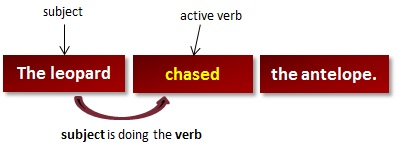 subject
active verb
The leopard chased the antelope.
subject is doing the verb